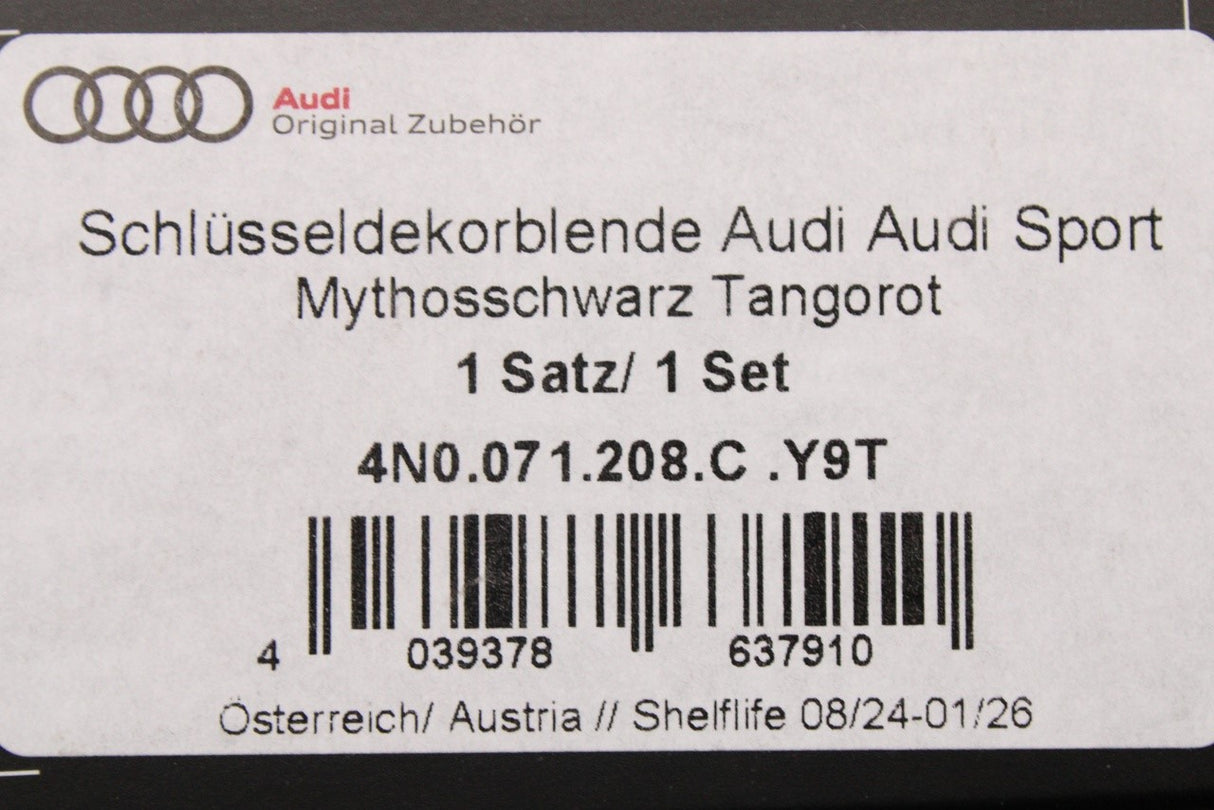 Audi
Original Zubehör
Schlüsseldekorblende Audi Audi Sport
Mythosschwarz Tangorot
1 Satz/ 1 Set
4N0.071.208.C .Y9T
4 039378 637910
Österreich/ Austria // Shelflife 08/24-01/26